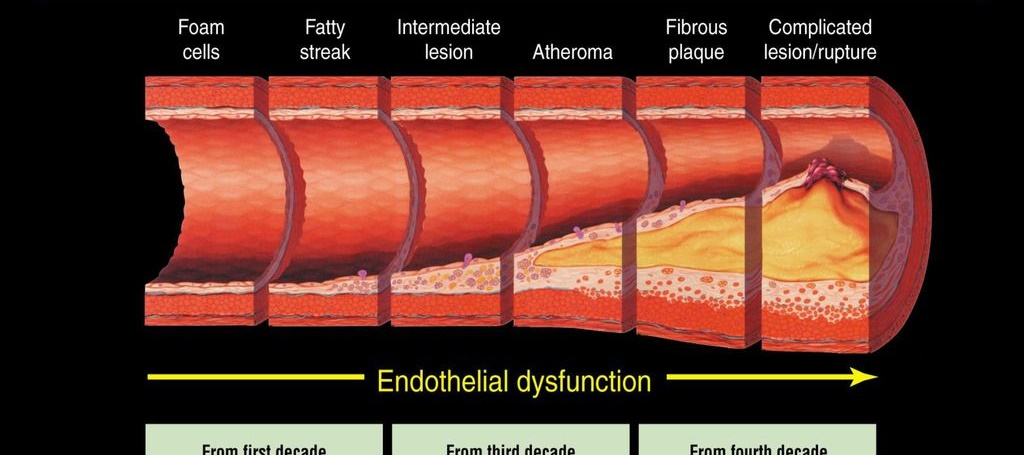 Foam
cells
Fatty
streak
Intermediate
lesion
Atheroma
Fibrous
plaque
Complicated
lesion/rupture
Endothelial dysfunction
From first decade
From third decade
From fourth decade